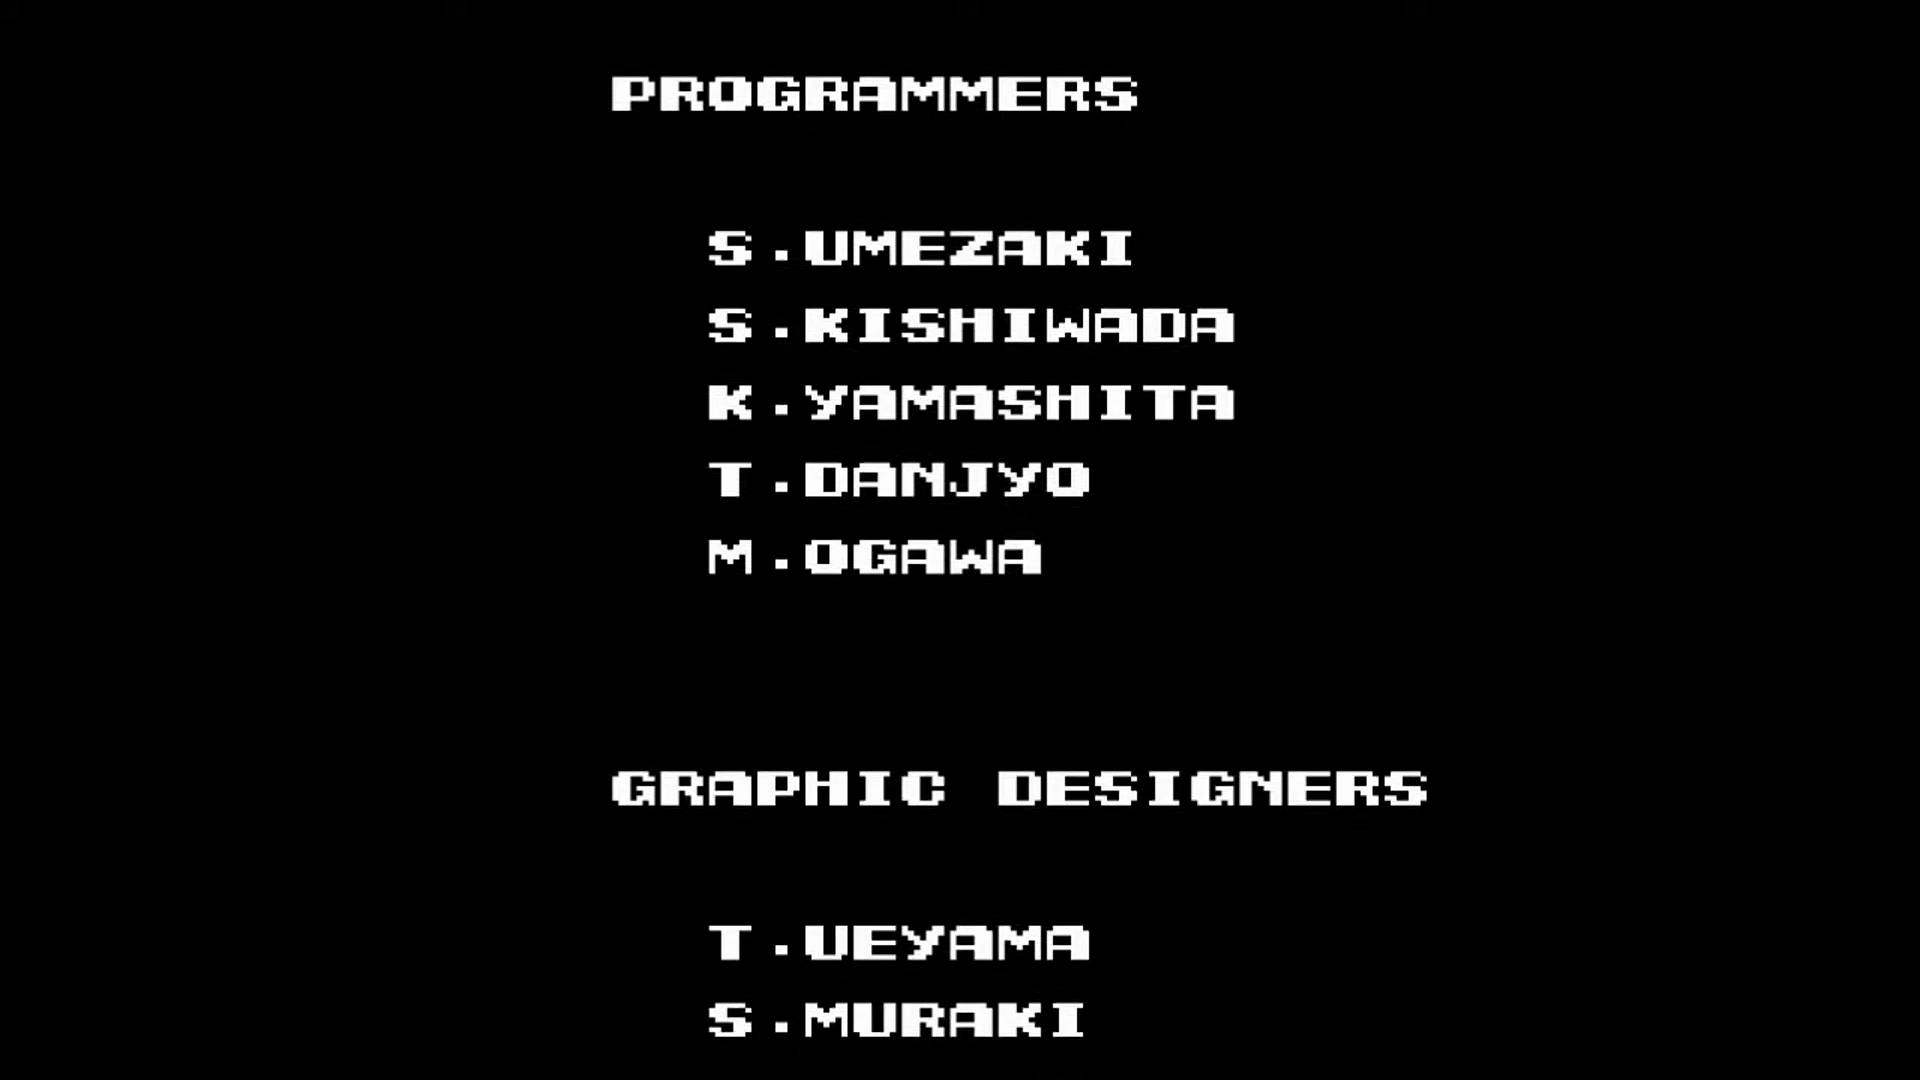 PROGRAMMERS
S.UMEZAKI
S.KISHIWADA
K.YAMASHITA
T.DANJYO
M.OGAWA
GRAPHIC DESIGNERS
T.UEYAMA
S.MURAKI